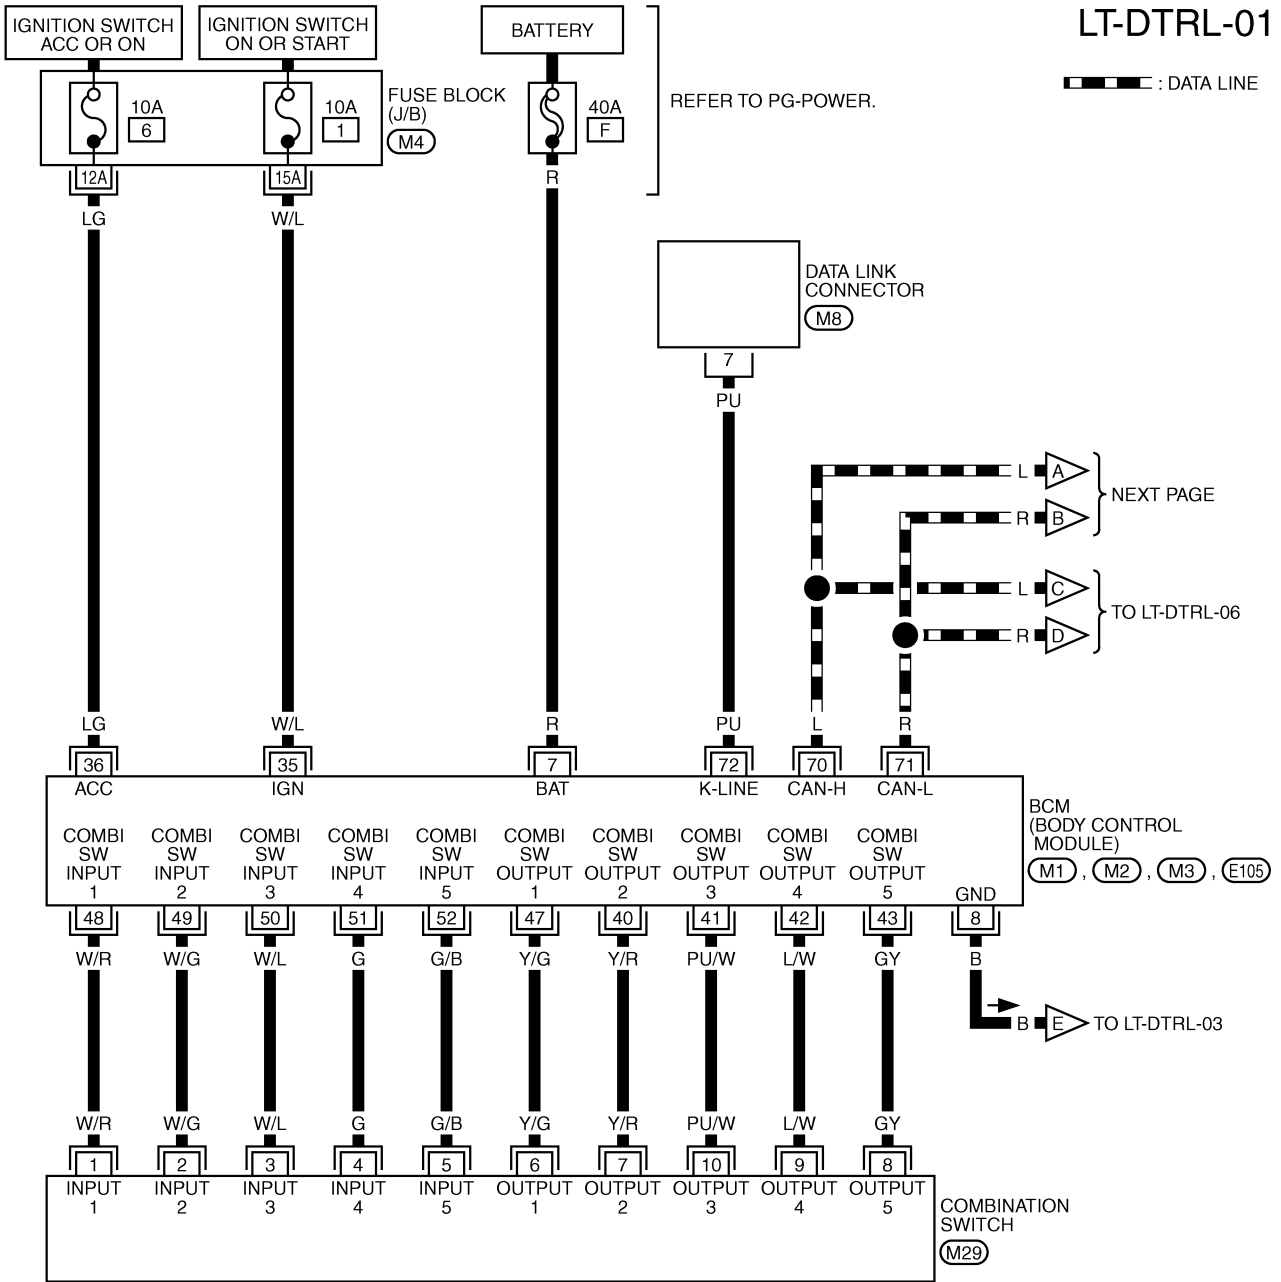 LT-DTRL-01
IGNITION SWITCH
ACC OR ON
IGNITION SWITCH
ON OR START
BATTERY
: DATA LINE
10A
6
10A
1
FUSE BLOCK
(J/B)
M4
40A
F
REFER TO PG-POWER.
12A
15A
R
LG
W/L
DATA LINK
CONNECTOR
M8
7
PU
L
A
R
B
NEXT PAGE
L
C
R
D
TO LT-DTRL-06
LG
W/L
R
PU
L
R
36
35
7
72
70
71
ACC
IGN
BAT
K-LINE
CAN-H
CAN-L
BCM
(BODY CONTROL
MODULE)
M1 , M2 , M3 , E105
COMBI
SW
INPUT
1
COMBI
SW
INPUT
2
COMBI
SW
INPUT
3
COMBI
SW
INPUT
4
COMBI
SW
INPUT
5
COMBI
SW
OUTPUT
1
COMBI
SW
OUTPUT
2
COMBI
SW
OUTPUT
3
COMBI
SW
OUTPUT
4
COMBI
SW
OUTPUT
5
GND
48
49
50
51
52
47
40
41
42
43
8
W/R
W/G
W/L
G
G/B
Y/G
Y/R
PU/W
L/W
GY
B
B
E
TO LT-DTRL-03
W/R
W/G
W/L
G
G/B
Y/G
Y/R
PU/W
L/W
GY
1
2
3
4
5
6
7
10
9
8
INPUT
1
INPUT
2
INPUT
3
INPUT
4
INPUT
5
OUTPUT
1
OUTPUT
2
OUTPUT
3
OUTPUT
4
OUTPUT
5
COMBINATION
SWITCH
M29